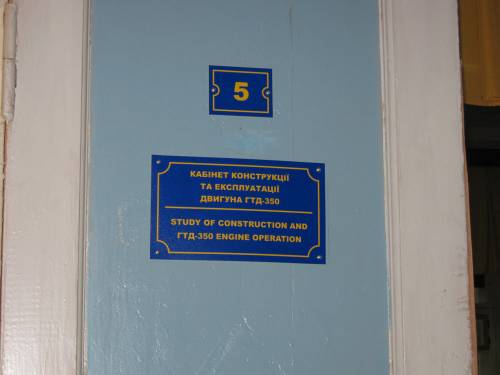 5
КАБІНЕТ КОНСТРУКЦІЇ
ТА ЕКСПЛУАТАЦІЇ
ДВИГУНА ГТД-350
STUDY OF CONSTRUCTION AND
ГТД-350 ENGINE OPERATION